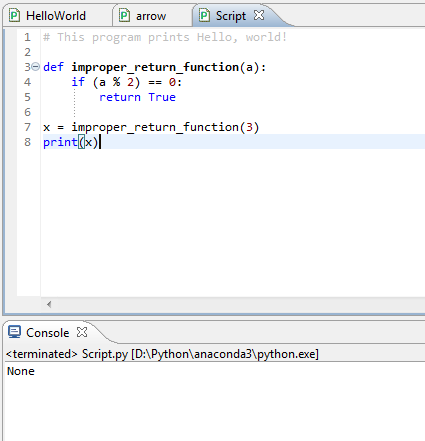 HelloWorld arrow Script
1 # This program prints Hello, world!
2
3 def improper_return_function(a):
4     if (a % 2) == 0:
5         return True
6
7 x = improper_return_function(3)
8 print(x)
Console
<terminated> Script.py [D:\Python\anaconda3\python.exe]
None